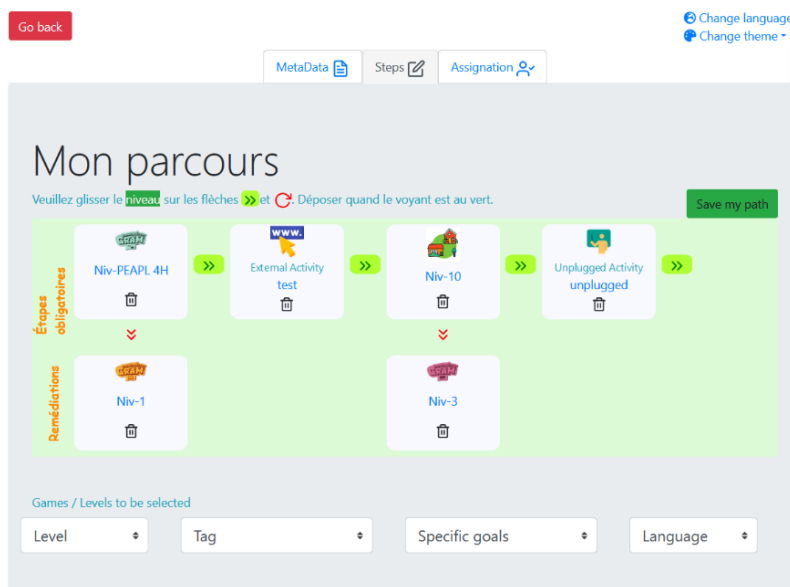 Go back
Change language
Change theme
MetaData
Steps
Assignation
Mon parcours
Veuillez glisser le niveau sur les flèches et . Déposer quand le voyant est au vert.
Save my path
Étapes
obligatoires
GRAM
Niv-PEAPL 4H
www.
External Activity
test
Niv-10
Unplugged Activity
unplugged
Remédiations
GRAM
Niv-1
GRAM
Niv-3
Games / Levels to be selected
Level
Tag
Specific goals
Language